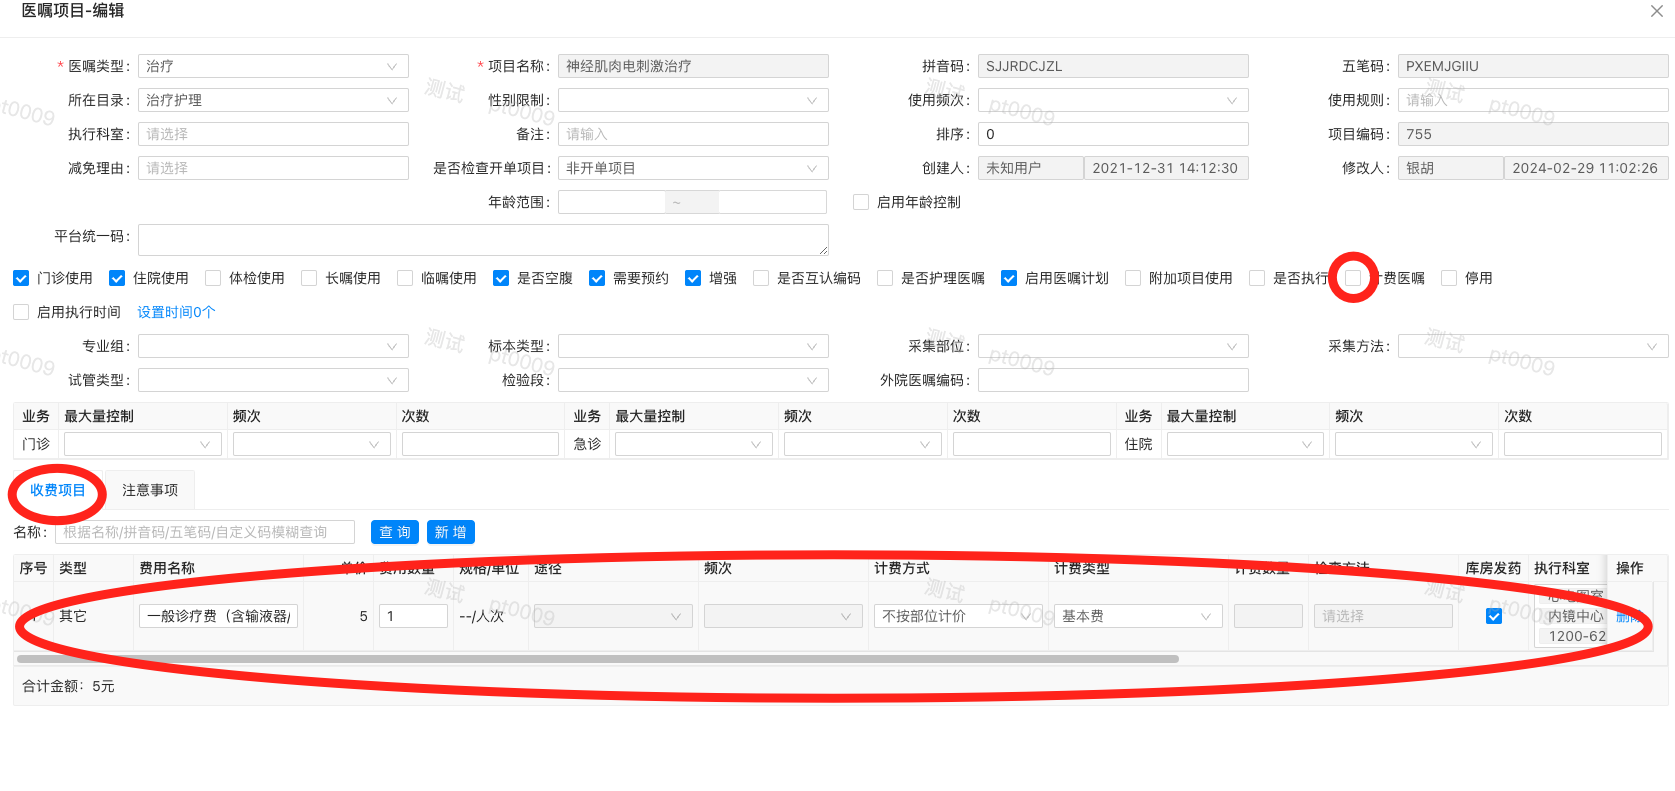 医嘱项目-编辑
* 医嘱类型: 治疗 * 项目名称: 神经肌肉电刺激治疗 拼音码: SJJRDCJZL 五笔码: PXEMJGIIU
所在目录: 治疗护理 性别限制: 使用频次: 使用规则: 请输入
执行科室: 请选择 备注: 请输入 排序: 0 项目编码: 755
减免理由: 请选择 是否检查开单项目: 非开单项目 创建人: 未知用户 2021-12-31 14:12:30 修改人: 银胡 2024-02-29 11:02:26
年龄范围: ~ 启用年龄控制
平台统一码:
门诊使用 住院使用 体检使用 长嘱使用 临嘱使用 是否空腹 需要预约 增强 是否互认编码 是否护理医嘱 启用医嘱计划 附加项目使用 是否执行 计费医嘱 停用
启用执行时间 设置时间0个
专业组: 标本类型: 采集部位: 采集方法:
试管类型: 检验段: 外院医嘱编码:
业务 最大量控制 频次 次数 业务 最大量控制 频次 次数 业务 最大量控制 频次 次数
门诊 急诊 住院
收费项目 注意事项
名称: 根据名称/拼音码/五笔码/自定义码模糊查询 查 询 新 增
序号 类型 费用名称 单价 费用数量 规格/单位 途径 频次 计费方式 计费类型 计费数量 检查方法 库房发药 执行科室 操作
其它 一般诊疗费（含输液器/ 5 1 --/人次 不按部位计价 基本费 请选择 心电图室 内镜中心 1200-62 删除
合计金额: 5元
测试 pt0009